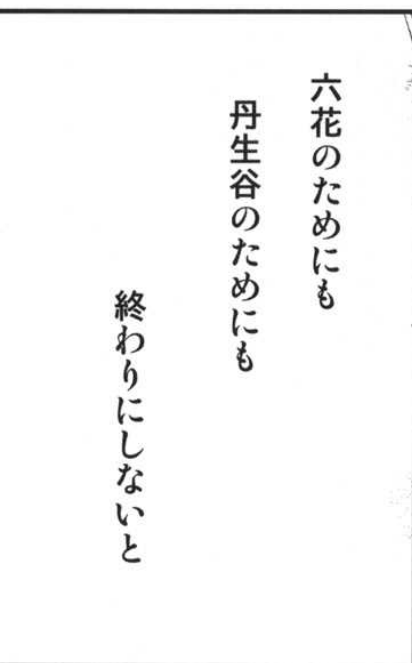 六花のためにも
丹生谷のためにも
終わりにしないと